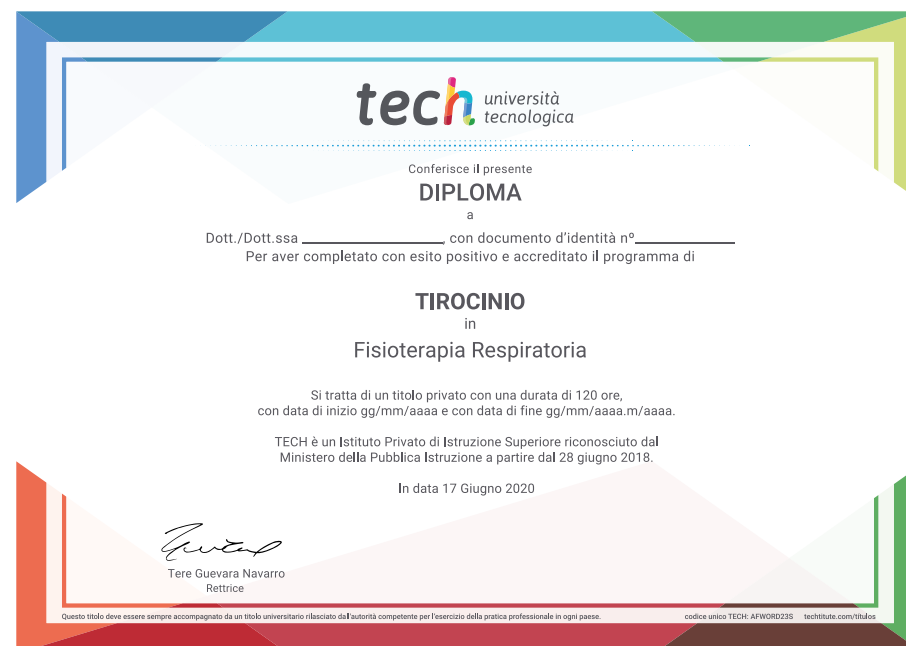 tech università
tecnologica
Conferisce il presente
DIPLOMA
a
Dott./Dott.ssa ________________, con documento d'identità nº____________
Per aver completato con esito positivo e accreditato il programma di
TIROCINIO
in
Fisioterapia Respiratoria
Si tratta di un titolo privato con una durata di 120 ore,
con data di inizio gg/mm/aaaa e con data di fine gg/mm/aaaa.m/aaaa.
TECH è un Istituto Privato di Istruzione Superiore riconosciuto dal
Ministero della Pubblica Istruzione a partire dal 28 giugno 2018.
In data 17 Giugno 2020
Tere Guevara Navarro
Rettrice
Questo titolo deve essere sempre accompagnato da un titolo universitario rilasciato dall'autorità competente per l'esercizio della pratica professionale in ogni paese. codice unico TECH: AFWORD23S techtitute.com/titulos